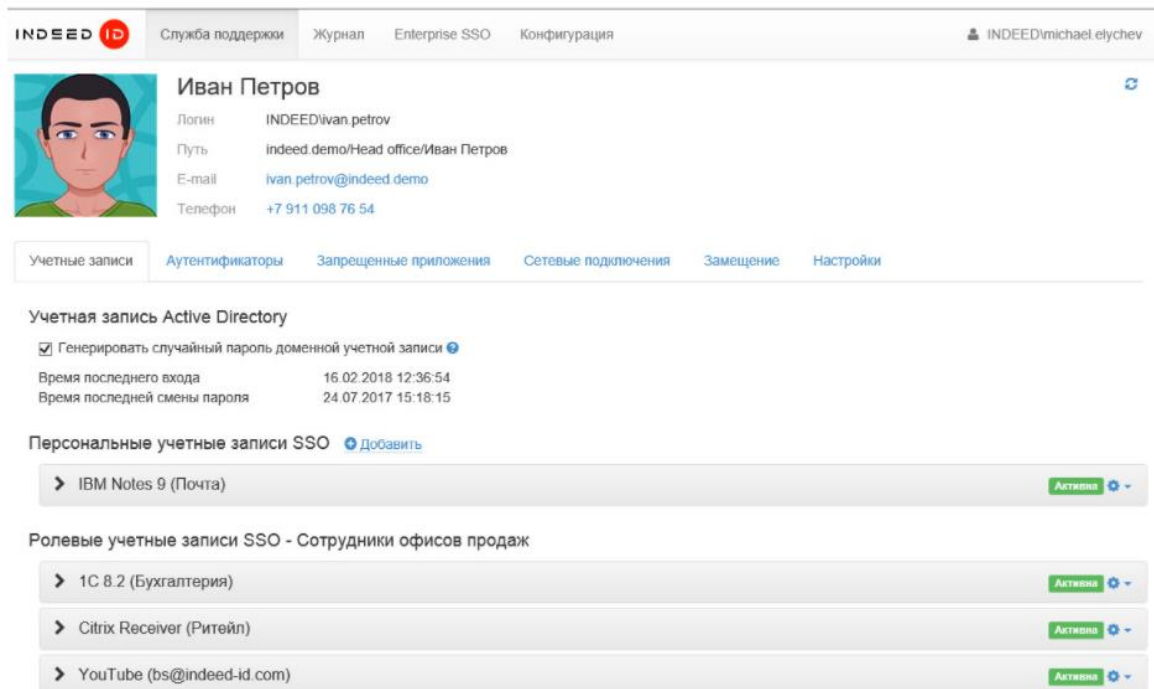 INDEED ID Служба поддержки Журнал Enterprise SSO Конфигурация INDEED\michael.elychev
Иван Петров
Логин INDEED\ivan.petrov
Путь indeed.demo/Head office/Иван Петров
E-mail ivan.petrov@indeed.demo
Телефон +7 911 098 76 54
Учетные записи Аутентификаторы Запрещенные приложения Сетевые подключения Замещение Настройки
Учетная запись Active Directory
Генерировать случайный пароль доменной учетной записи
Время последнего входа 16.02.2018 12:36:54
Время последней смены пароля 24.07.2017 15:18:15
Персональные учетные записи SSO Добавить
IBM Notes 9 (Почта) Активна
Ролевые учетные записи SSO - Сотрудники офисов продаж
1С 8.2 (Бухгалтерия) Активна
Citrix Receiver (Ритейл) Активна
YouTube (bs@indeed-id.com) Активна